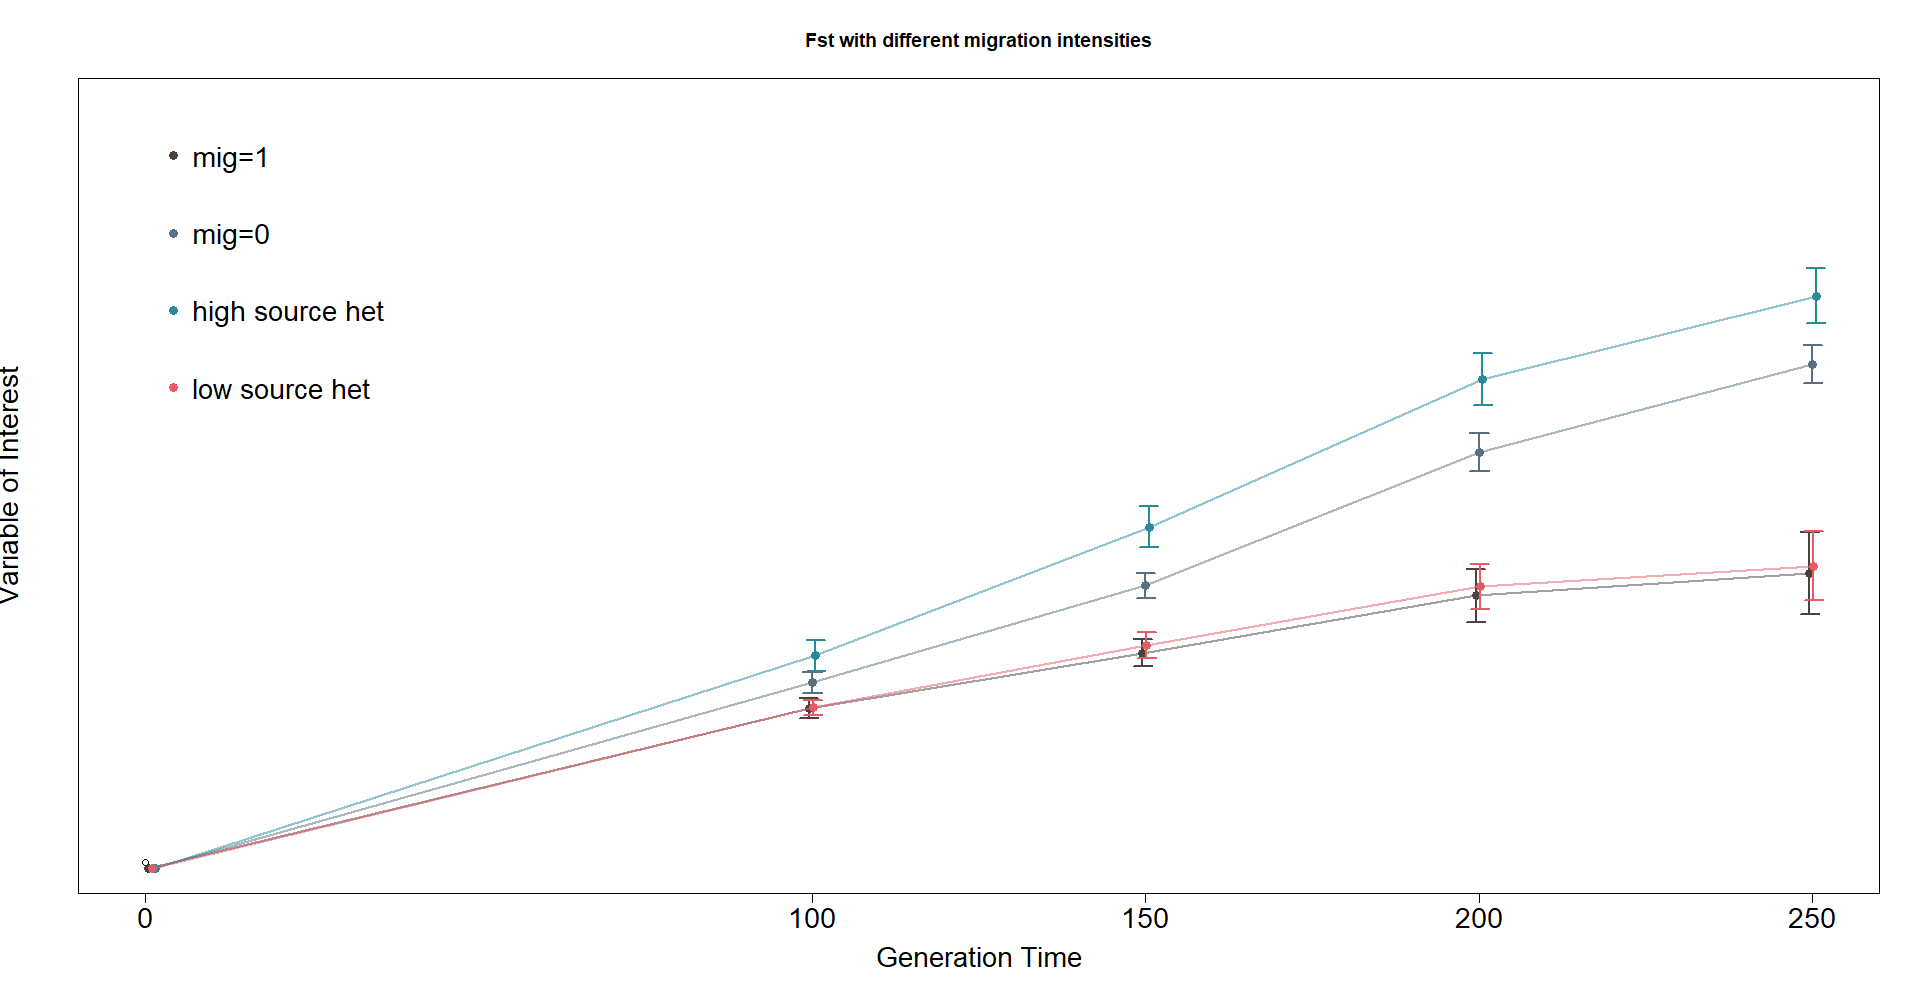 Fst with different migration intensities
mig=1
mig=0
high source het
low source het
Variable of Interest
0 100 150 200 250
Generation Time